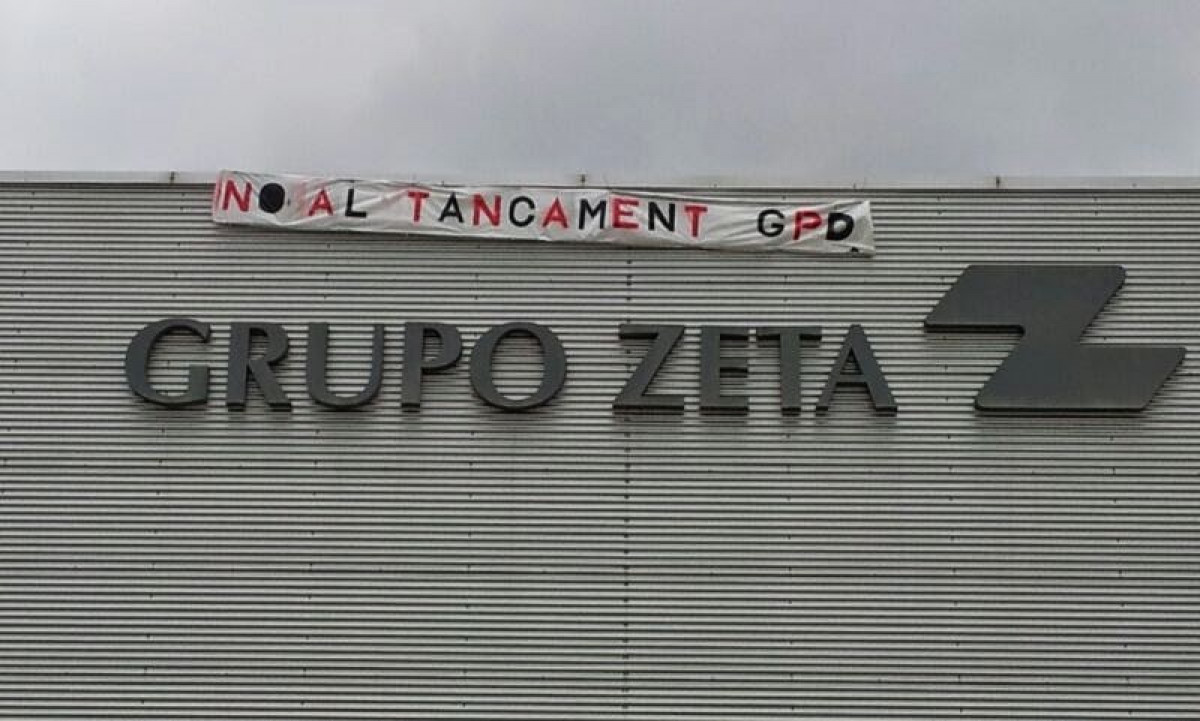 NO AL TANCAMENT GPD
GRUPO ZETA